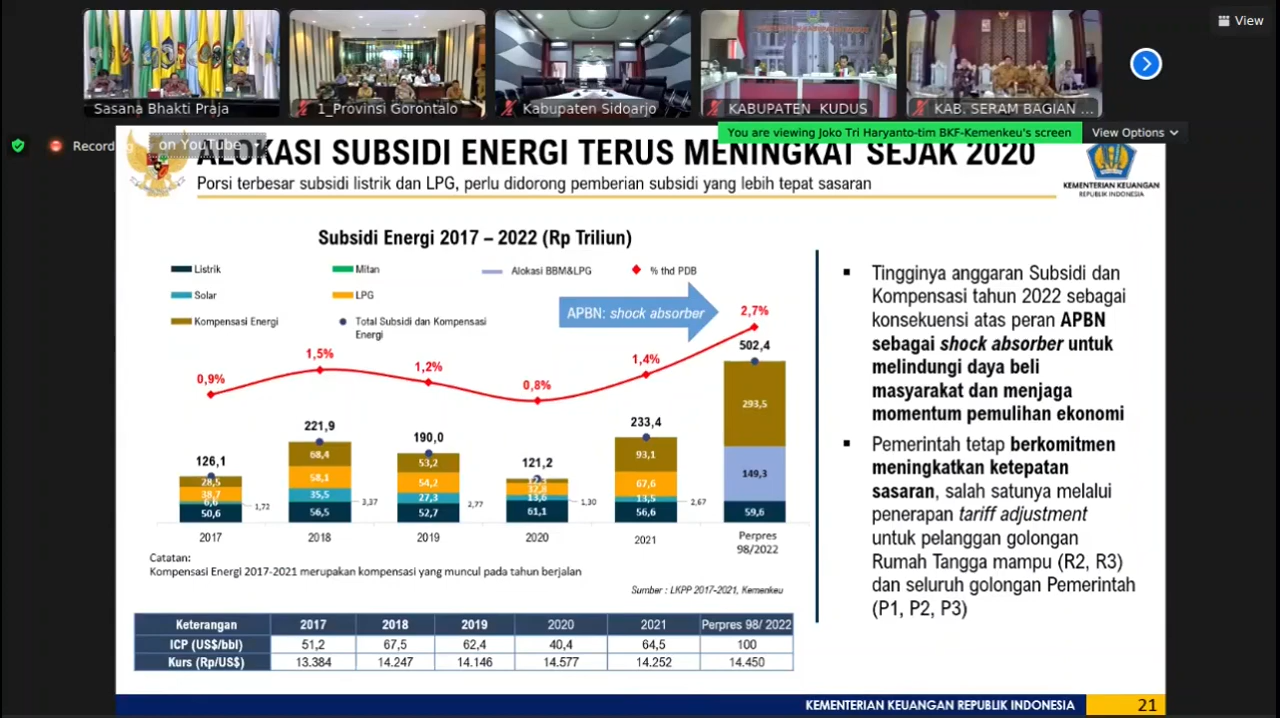 View
Sasana Bhakti Praja
1_Provinsi Gorontalo
Kabupaten Sidoarjo
KABUPATEN KUDUS
KAB. SERAM BAGIAN ...
You are viewing Joko Tri Haryanto-tim BKF-Kemenkeu's screen
View Options
Record
on YouTube
ALOKASI SUBSIDI ENERGI TERUS MENINGKAT SEJAK 2020
Porsi terbesar subsidi listrik dan LPG, perlu didorong pemberian subsidi yang lebih tepat sasaran
KEMENTERIAN KEUANGAN
REPUBLIK INDONESIA
Subsidi Energi 2017 – 2022 (Rp Triliun)
Listrik
Mitan
Alokasi BBM&LPG
% thd PDB
Solar
LPG
Kompensasi Energi
Total Subsidi dan Kompensasi
Energi
APBN: shock absorber
0,9%
1,5%
1,2%
0,8%
1,4%
2,7%
126,1
221,9
190,0
121,2
233,4
502,4
28,5
38,7
6,6
50,6
1,72
68,4
58,1
35,5
56,5
2,37
53,2
54,2
27,3
52,7
2,77
13,6
61,1
1,30
93,1
67,6
13,5
56,6
2,67
293,5
149,3
59,6
2017
2018
2019
2020
2021
Perpres
98/2022
Catatan:
Kompensasi Energi 2017-2021 merupakan kompensasi yang muncul pada tahun berjalan
Sumber : LKPP 2017-2021, Kemenkeu
Keterangan 2017 2018 2019 2020 2021 Perpres 98/ 2022
ICP (US$/bbl) 51,2 67,5 62,4 40,4 64,5 100
Kurs (Rp/US$) 13.384 14.247 14.146 14.577 14.252 14.450
▪ Tingginya anggaran Subsidi dan
Kompensasi tahun 2022 sebagai
konsekuensi atas peran APBN
sebagai shock absorber untuk
melindungi daya beli
masyarakat dan menjaga
momentum pemulihan ekonomi
▪ Pemerintah tetap berkomitmen
meningkatkan ketepatan
sasaran, salah satunya melalui
penerapan tariff adjustment
untuk pelanggan golongan
Rumah Tangga mampu (R2, R3)
dan seluruh golongan Pemerintah
(P1, P2, P3)
KEMENTERIAN KEUANGAN REPUBLIK INDONESIA
21